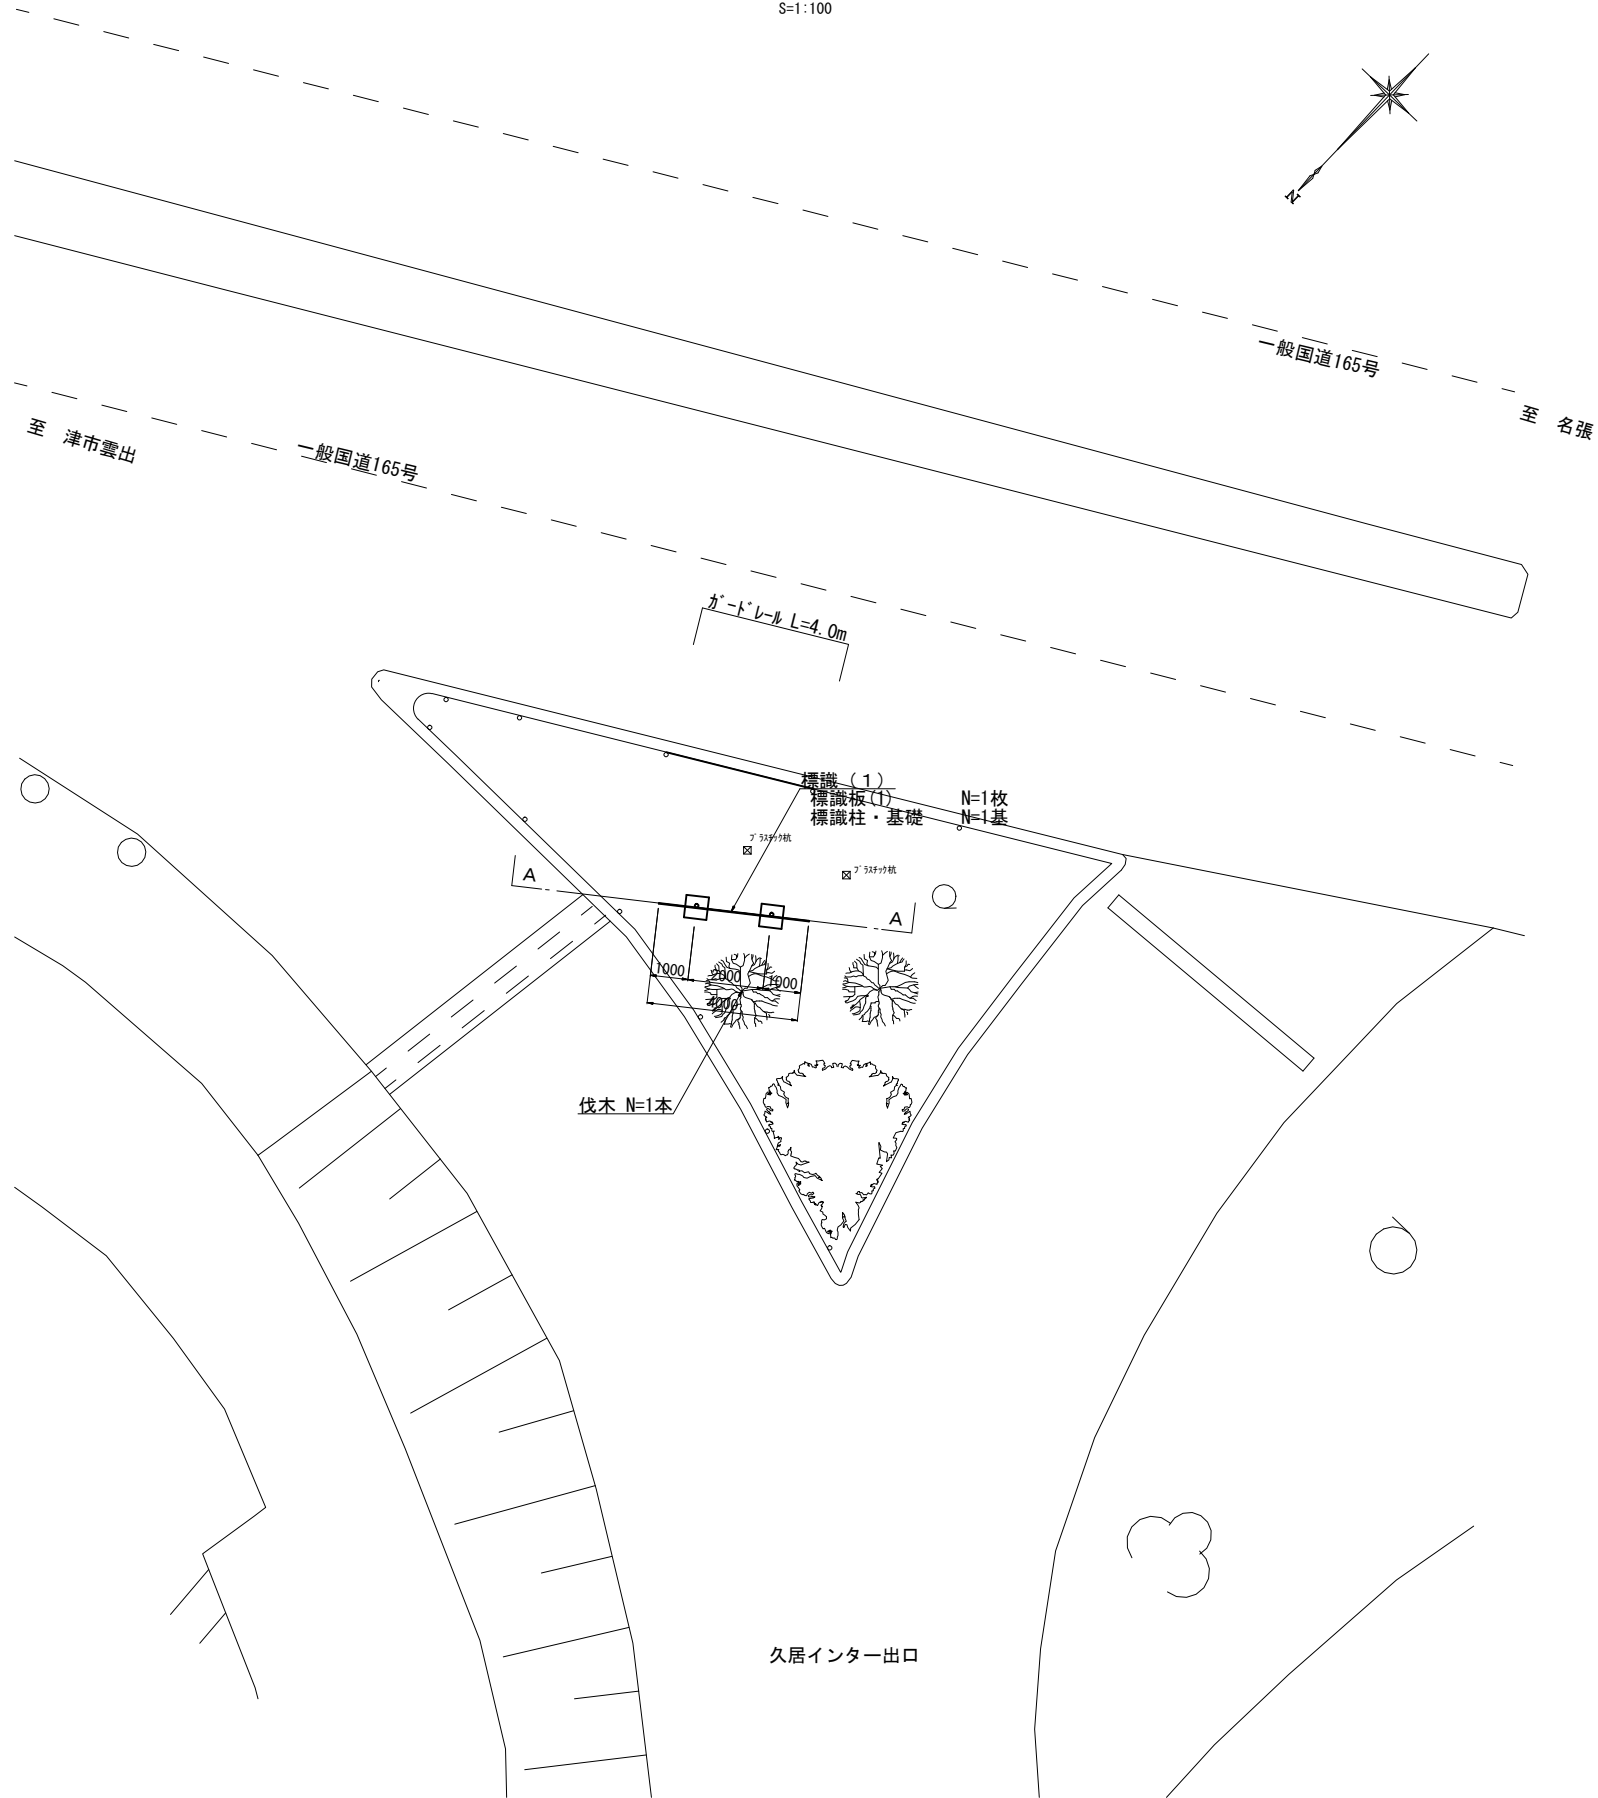 S=1:100
N
一般国道165号
至 名張
至 津市雲出
一般国道165号
ｶﾞｰﾄﾞﾚｰﾙ L=4.0m
標識（１）
標識板(1) N=1枚
標識柱・基礎 N=1基
ﾌﾟﾗｽﾁｯｸ杭
ﾌﾟﾗｽﾁｯｸ杭
A
A
1000
2000
1000
4000
伐木 N=1本
久居インター出口